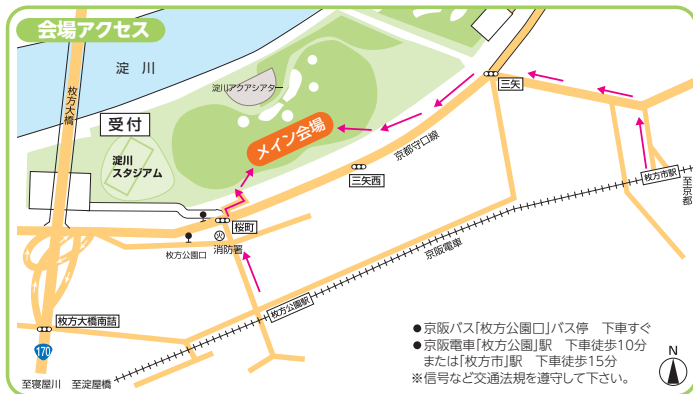 会場アクセス
淀川
枚方大橋
淀川アクアシアター
三矢
受付
メイン会場
京都守口線
淀川
スタジアム
三矢西
枚方市駅
至京都
桜町
火
消防署
枚方公園口
京阪電車
枚方公園駅
枚方大橋南詰
170
至寝屋川 至淀屋橋
●京阪バス「枚方公園口」バス停 下車すぐ
●京阪電車「枚方公園」駅 下車徒歩10分
または「枚方市」駅 下車徒歩15分
※信号など交通法規を遵守して下さい。
N